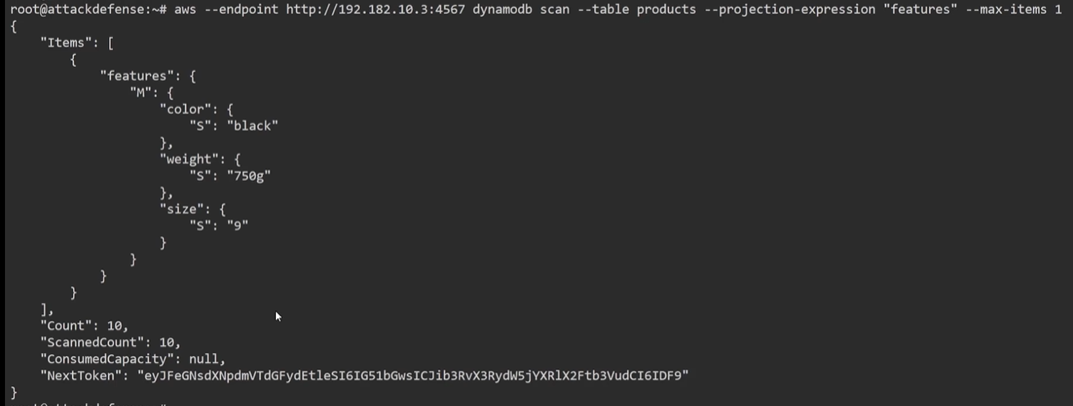 root@attackdefense:~# aws --endpoint http://192.182.10.3:4567 dynamodb scan --table products --projection-expression "features" --max-items 1
{
    "Items": [
        {
            "features": {
                "M": {
                    "color": {
                        "S": "black"
                    },
                    "weight": {
                        "S": "750g"
                    },
                    "size": {
                        "S": "9"
                    }
                }
            }
        }
    ],
    "Count": 10,
    "ScannedCount": 10,
    "ConsumedCapacity": null,
    "NextToken": "eyJFeGNsdXNpdmVTdGFydEtleSI6IG51bGwsICJib3RvX3RydW5jYXRlX2Ftb3VudCI6IDF9"
}